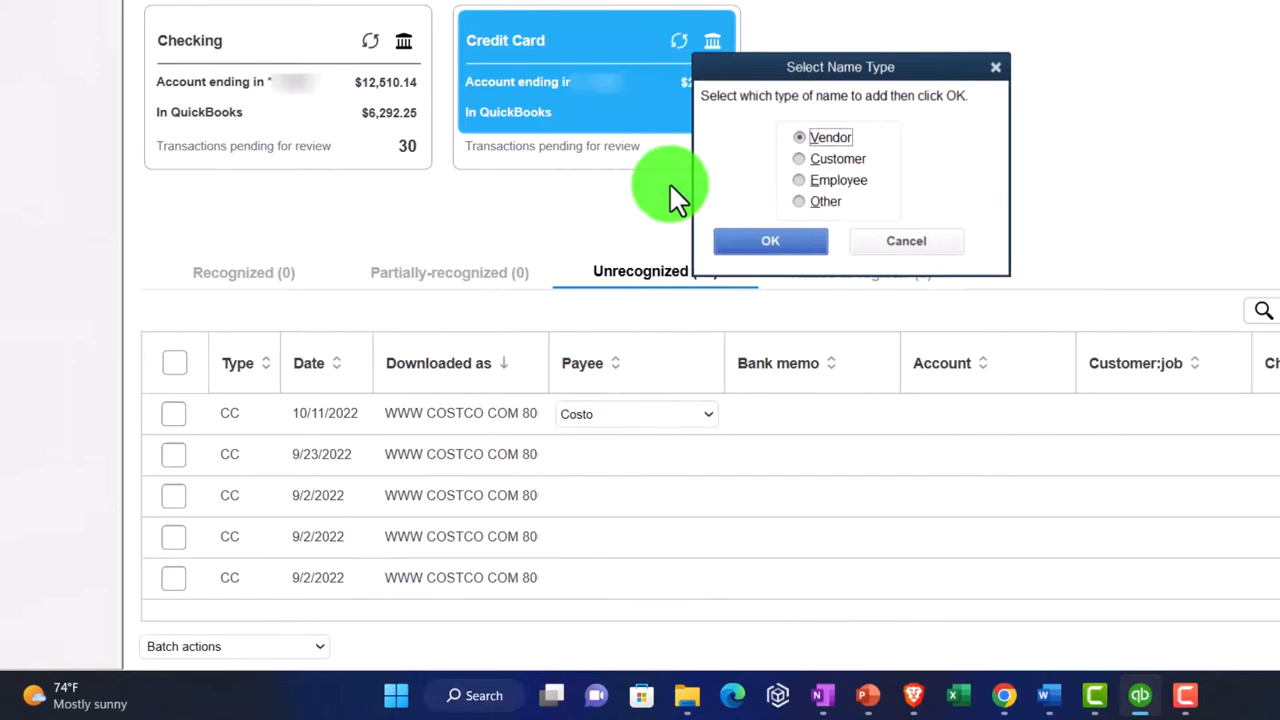 Checking
Account ending in
$12,510.14
In QuickBooks
$6,292.25
Transactions pending for review
30
Credit Card
Account ending in
In QuickBooks
Transactions pending for review
Select Name Type
Select which type of name to add then click OK.
Vendor
Customer
Employee
Other
OK
Cancel
Recognized (0)
Partially-recognized (0)
Unrecognized
Type
Date
Downloaded as
Payee
Bank memo
Account
Customer:job
CC
10/11/2022
WWW COSTCO COM 80
Costo
CC
9/23/2022
WWW COSTCO COM 80
CC
9/2/2022
WWW COSTCO COM 80
CC
9/2/2022
WWW COSTCO COM 80
CC
9/2/2022
WWW COSTCO COM 80
Batch actions
74°F
Mostly sunny
Search
qb